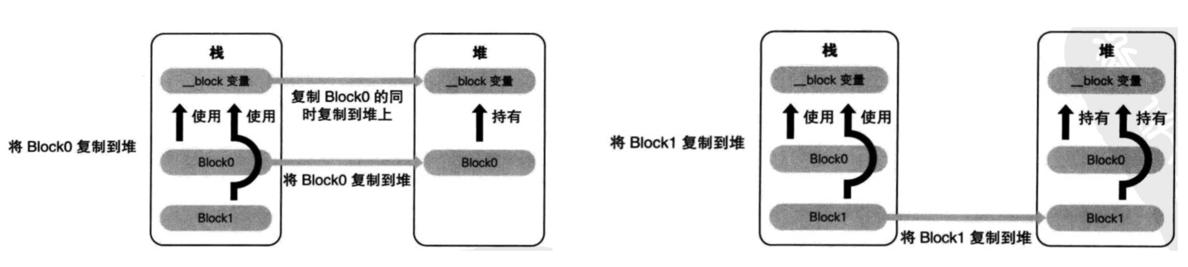 栈
堆
__block 变量
__block 变量
复制 Block0 的同
时复制到堆上
使用
使用
持有
将 Block0 复制到堆
Block0
Block0
将 Block0 复制到堆
Block1
栈
堆
__block 变量
__block 变量
使用
使用
持有
持有
将 Block1 复制到堆
Block0
Block0
Block1
Block1
将 Block1 复制到堆